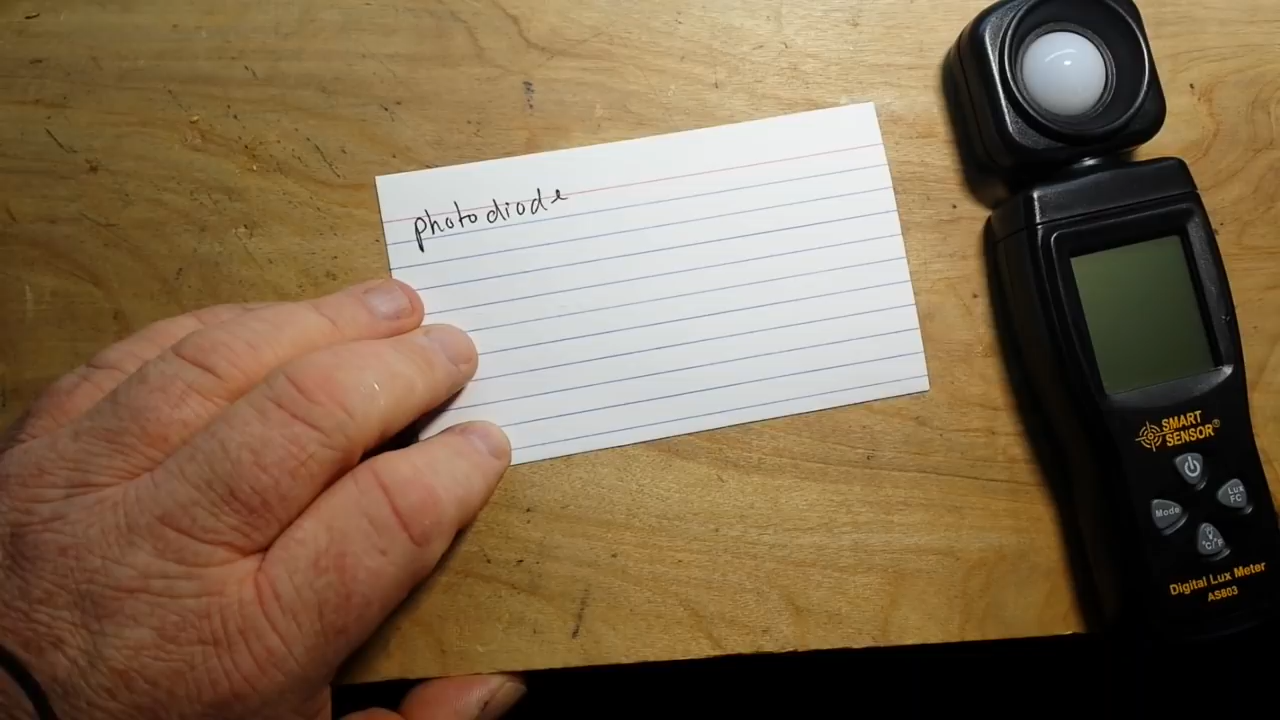 photodiode
SMART
SENSOR®
Lux
FC
Mode
°C/°F
Digital Lux Meter
AS803